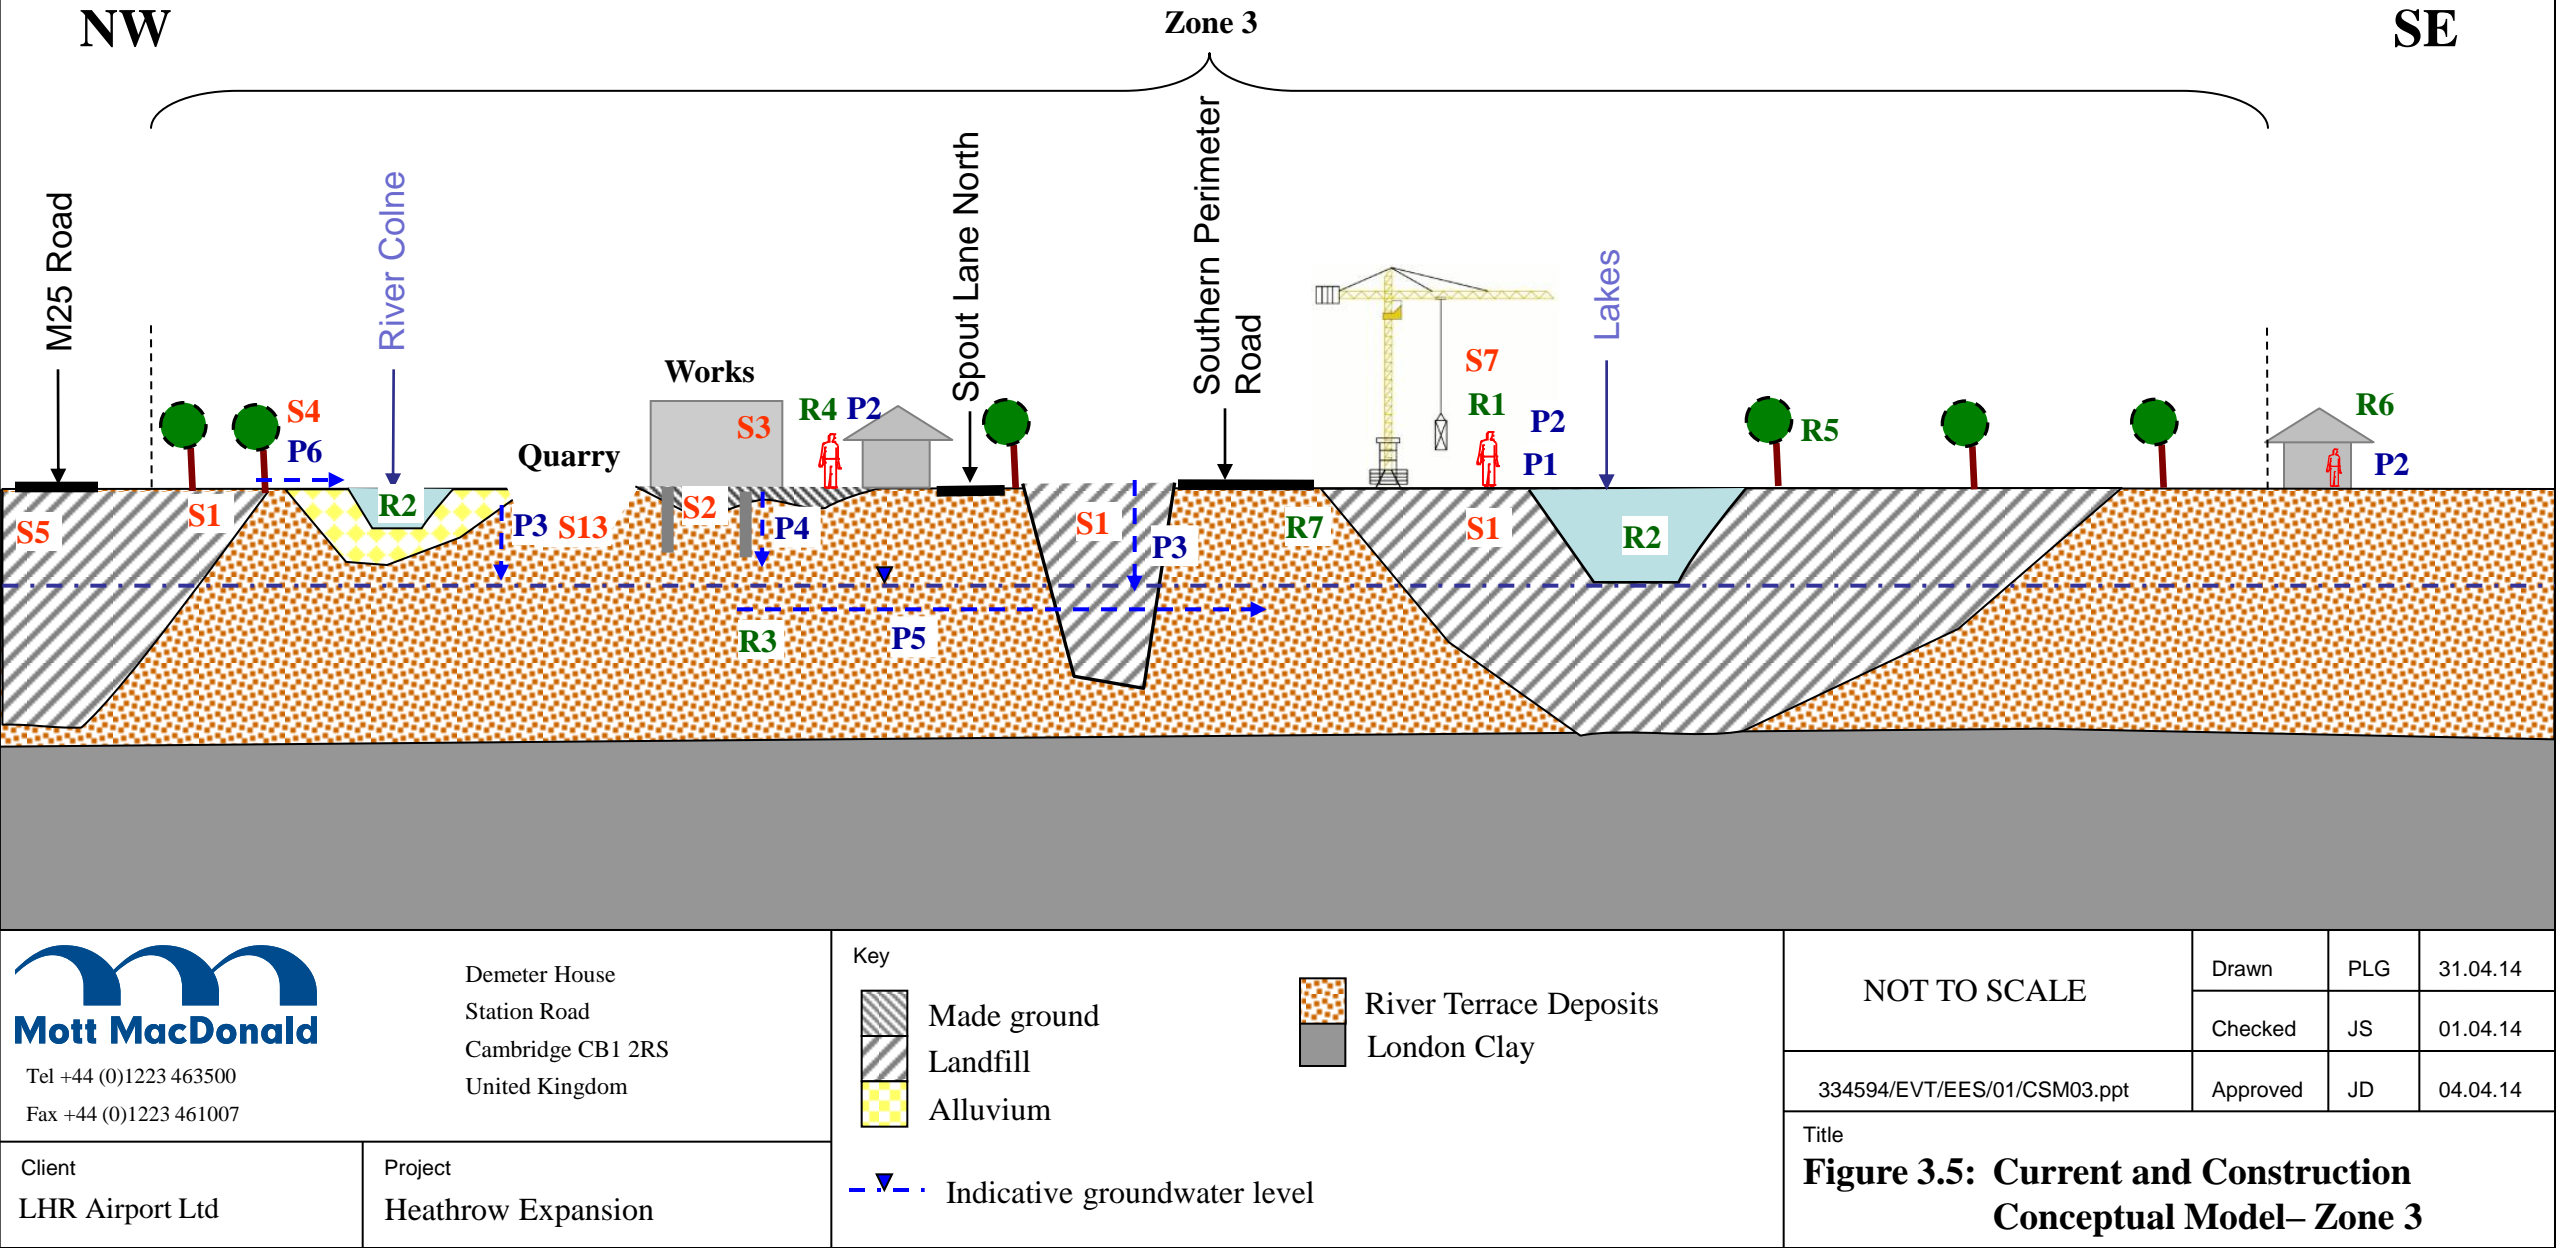 NW
Zone 3
SE
M25 Road
River Colne
Spout Lane North
Southern Perimeter
Road
Lakes
Works
Quarry
S4
P6
S3
R4 P2
S7
R1
P2
P1
R5
R6
P2
S5
S1
R2
P3 S13
S2
P4
S1
P3
R7
S1
R2
R3
P5
Mott MacDonald
Tel +44 (0)1223 463500
Fax +44 (0)1223 461007
Demeter House
Station Road
Cambridge CB1 2RS
United Kingdom
Client
LHR Airport Ltd
Project
Heathrow Expansion
Key
Made ground
Landfill
Alluvium
River Terrace Deposits
London Clay
Indicative groundwater level
NOT TO SCALE
Drawn PLG 31.04.14
Checked JS 01.04.14
334594/EVT/EES/01/CSM03.ppt
Approved JD 04.04.14
Title
Figure 3.5: Current and Construction
Conceptual Model– Zone 3